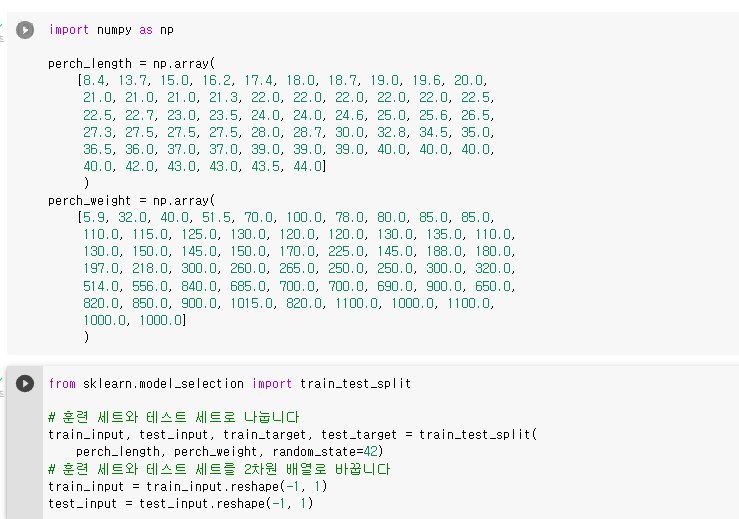 import numpy as np
perch_length = np.array(
[8.4, 13.7, 15.0, 16.2, 17.4, 18.0, 18.7, 19.0, 19.6, 20.0,
21.0, 21.0, 21.0, 21.3, 22.0, 22.0, 22.0, 22.0, 22.0, 22.5,
22.5, 22.7, 23.0, 23.5, 24.0, 24.0, 24.6, 25.0, 25.6, 26.5,
27.3, 27.5, 27.5, 27.5, 28.0, 28.7, 30.0, 32.8, 34.5, 35.0,
36.5, 36.0, 37.0, 37.0, 39.0, 39.0, 39.0, 40.0, 40.0, 40.0,
40.0, 42.0, 43.0, 43.0, 43.5, 44.0]
)
perch_weight = np.array(
[5.9, 32.0, 40.0, 51.5, 70.0, 100.0, 78.0, 80.0, 85.0, 85.0,
110.0, 115.0, 125.0, 130.0, 120.0, 120.0, 130.0, 135.0, 110.0,
130.0, 150.0, 145.0, 150.0, 170.0, 225.0, 145.0, 188.0, 180.0,
197.0, 218.0, 300.0, 260.0, 265.0, 250.0, 250.0, 300.0, 320.0,
514.0, 556.0, 840.0, 685.0, 700.0, 700.0, 690.0, 900.0, 650.0,
820.0, 850.0, 900.0, 1015.0, 820.0, 1100.0, 1000.0, 1100.0,
1000.0, 1000.0]
)
from sklearn.model_selection import train_test_split
# 훈련 세트와 테스트 세트로 나눕니다
train_input, test_input, train_target, test_target = train_test_split(
perch_length, perch_weight, random_state=42)
# 훈련 세트와 테스트 세트를 2차원 배열로 바꿉니다
train_input = train_input.reshape(-1, 1)
test_input = test_input.reshape(-1, 1)